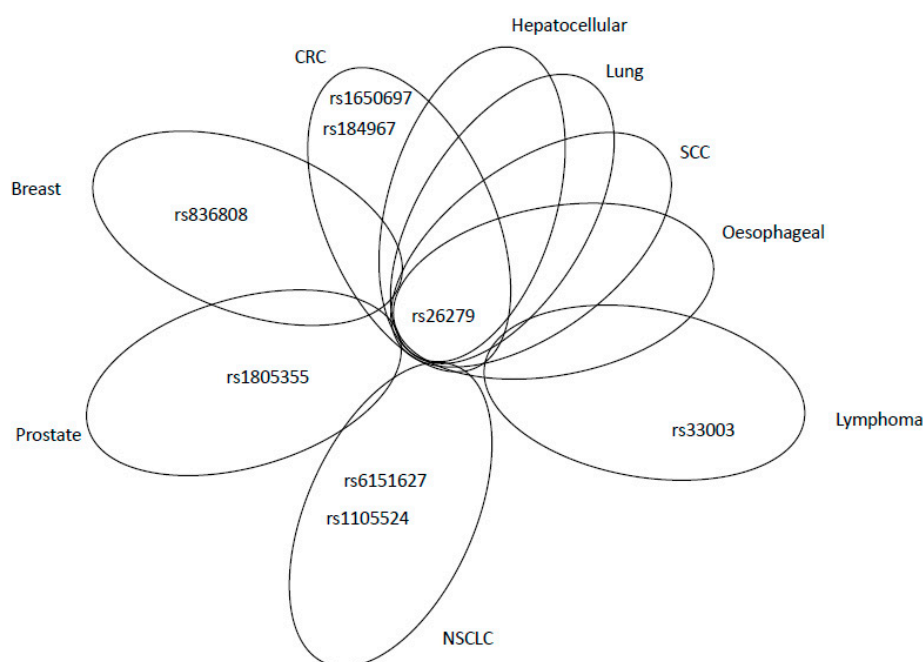 Hepatocellular
CRC
Lung
rs1650697
rs184967
SCC
Breast
rs836808
Oesophageal
rs26279
rs1805355
Prostate
rs33003
Lymphoma
rs6151627
rs1105524
NSCLC